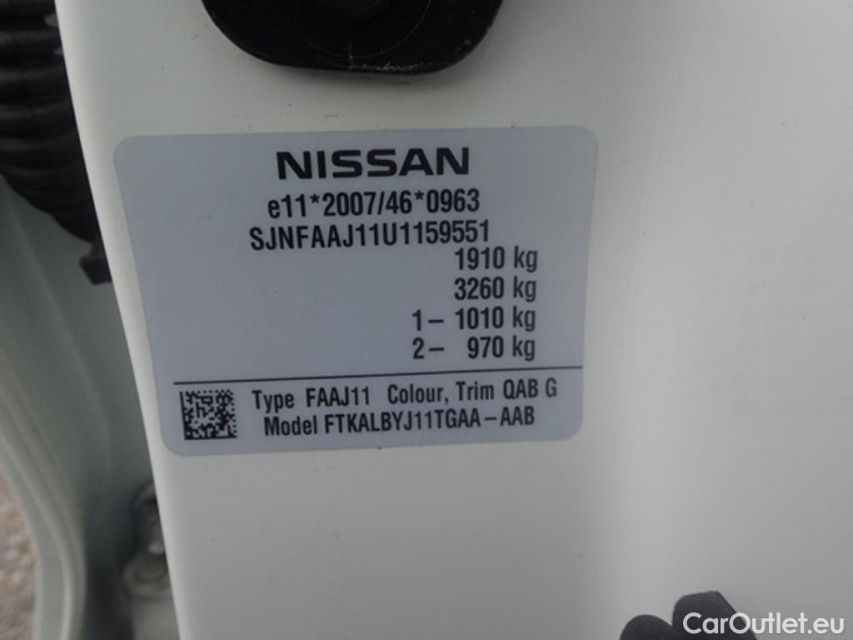 NISSAN
e11*2007/46*0963
SJNFAAJ11U1159551
1910 kg
3260 kg
1– 1010 kg
2– 970 kg
Type FAAJ11 Colour, Trim QAB G
Model FTKALBYJ11TGAA–AAB
CarOutlet.eu